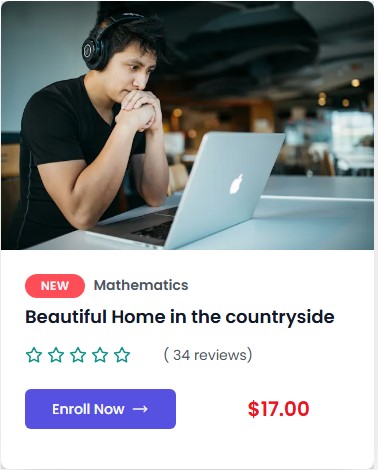 NEW Mathematics
Beautiful Home in the countryside
( 34 reviews)
Enroll Now → $17.00